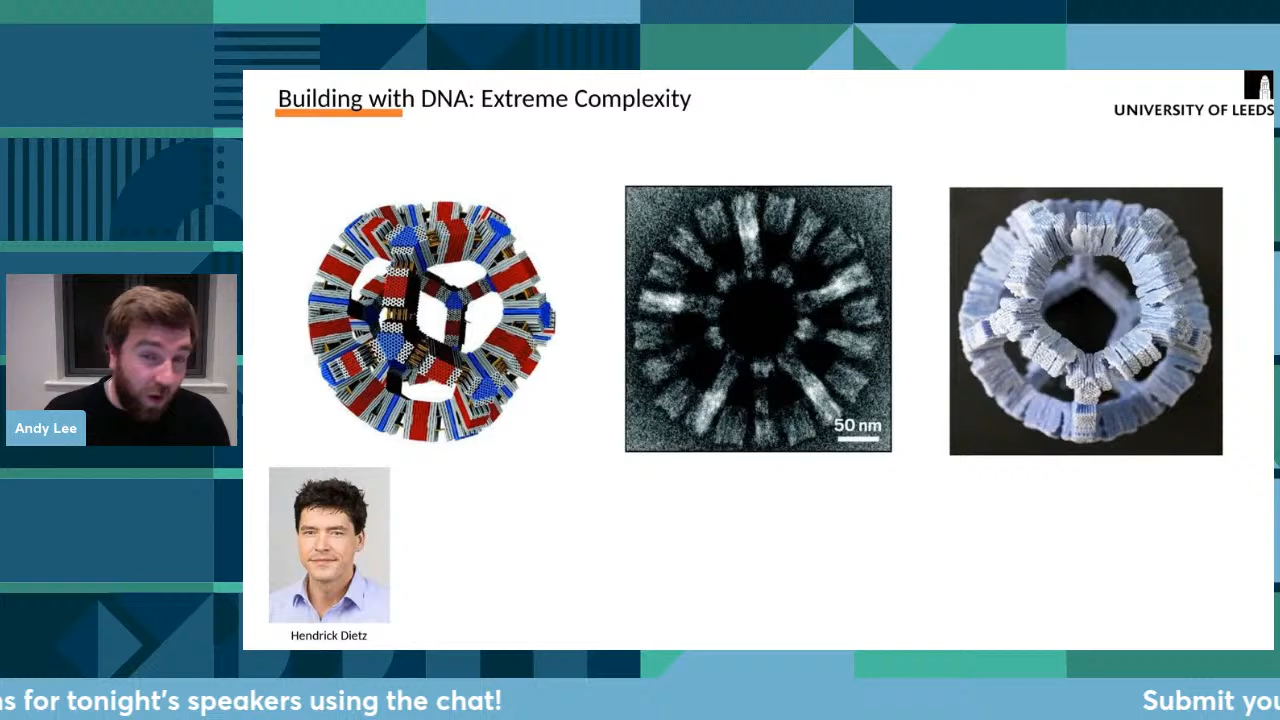 Building with DNA: Extreme Complexity
UNIVERSITY OF LEEDS
50 nm
Andy Lee
Hendrick Dietz
for tonight's speakers using the chat!
Submit